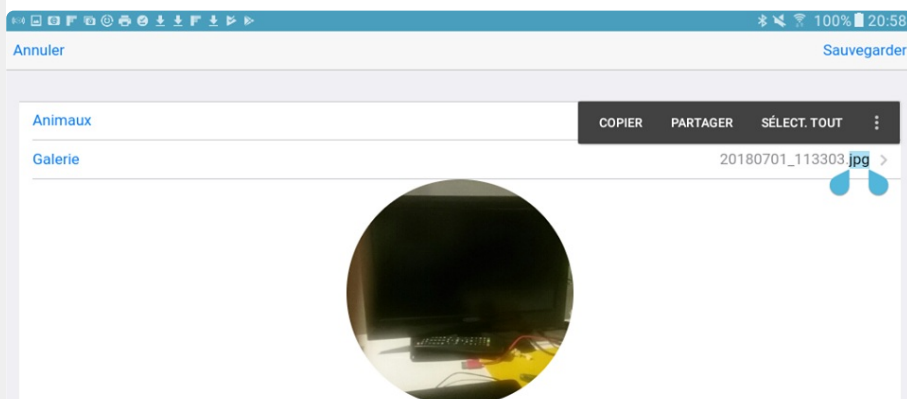 100% 20:58
Annuler Sauvegarder
Animaux COPIER PARTAGER SÉLECT. TOUT
Galerie 20180701_113303.jpg